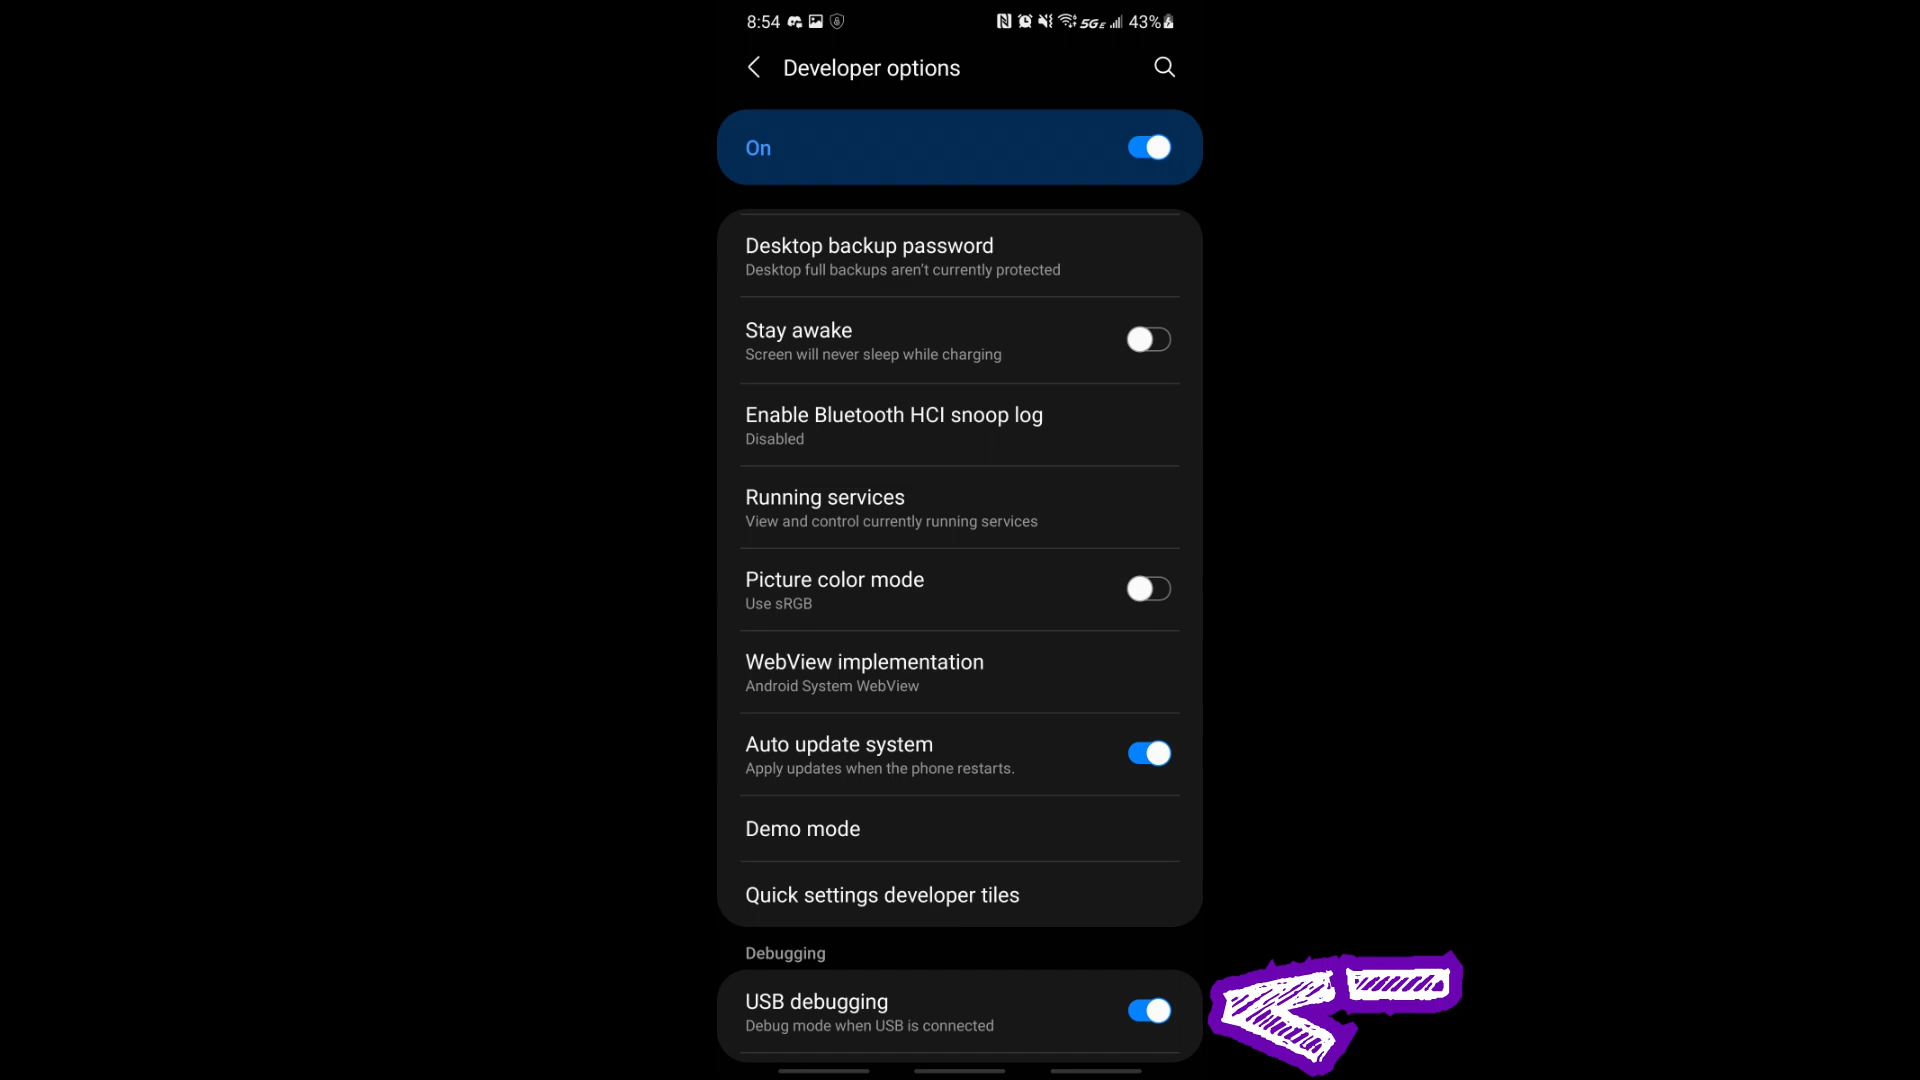 8:54 5GE 43%
Developer options
On
Desktop backup password
Desktop full backups aren't currently protected
Stay awake
Screen will never sleep while charging
Enable Bluetooth HCI snoop log
Disabled
Running services
View and control currently running services
Picture color mode
Use sRGB
WebView implementation
Android System WebView
Auto update system
Apply updates when the phone restarts.
Demo mode
Quick settings developer tiles
Debugging
USB debugging
Debug mode when USB is connected